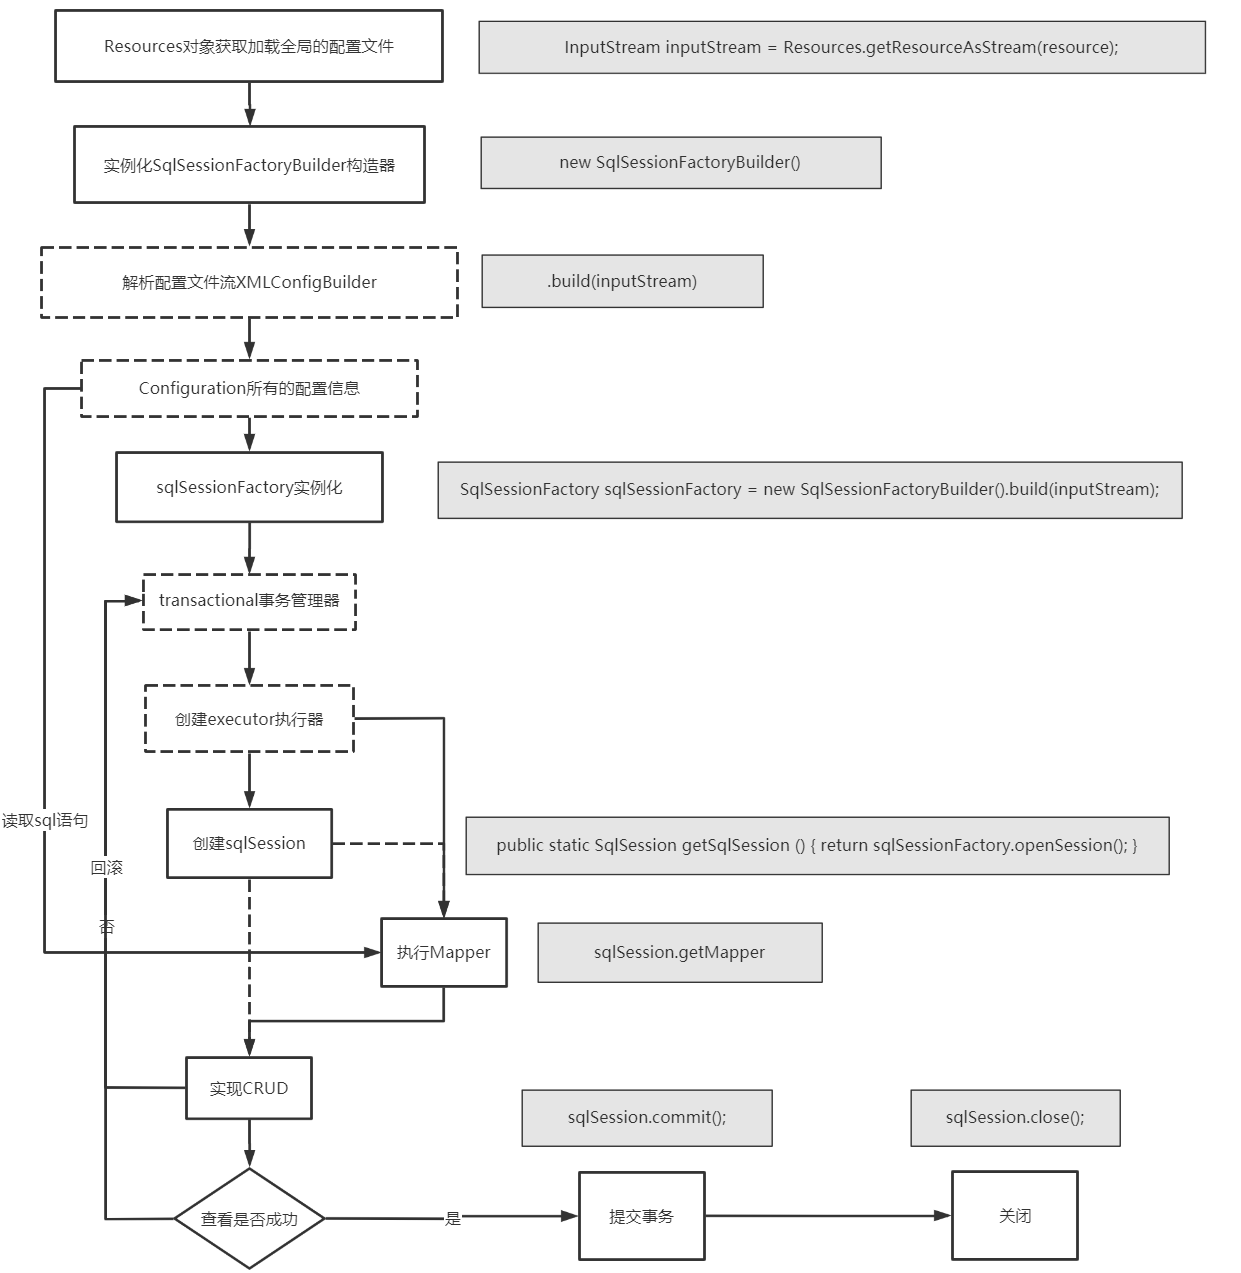 Resources对象获取加载全局的配置文件
InputStream inputStream = Resources.getResourceAsStream(resource);
实例化SqlSessionFactoryBuilder构造器
new SqlSessionFactoryBuilder()
解析配置文件流XMLConfigBuilder
.build(inputStream)
Configuration所有的配置信息
sqlSessionFactory实例化
SqlSessionFactory sqlSessionFactory = new SqlSessionFactoryBuilder().build(inputStream);
transactional事务管理器
创建executor执行器
读取sql语句
创建sqlSession
public static SqlSession getSqlSession () { return sqlSessionFactory.openSession(); }
回滚
否
执行Mapper
sqlSession.getMapper
实现CRUD
sqlSession.commit();
sqlSession.close();
查看是否成功
是
提交事务
关闭